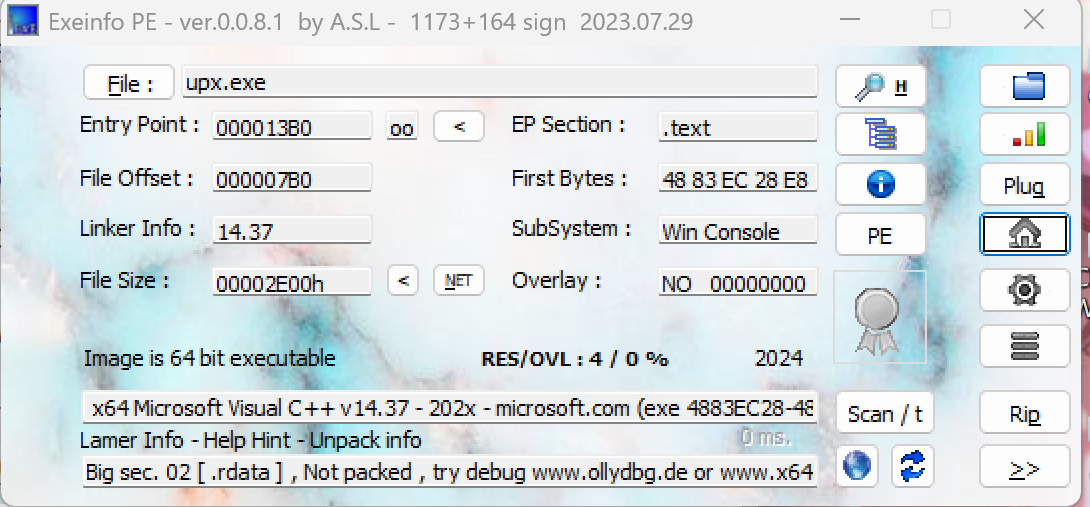 Exeinfo PE - ver.0.0.8.1 by A.S.L - 1173+164 sign 2023.07.29
File : upx.exe H
Entry Point : 000013B0 oo < EP Section : .text
File Offset : 000007B0 First Bytes : 48 83 EC 28 E8 Plug
Linker Info : 14.37 SubSystem : Win Console PE
File Size : 00002E00h < NET Overlay : NO 00000000
Image is 64 bit executable RES/OVL : 4 / 0 % 2024
x64 Microsoft Visual C++ v14.37 - 202x - microsoft.com (exe 4883EC28-48 Scan / t Rip
Lamer Info - Help Hint - Unpack info 0 ms.
Big sec. 02 [ .rdata ] , Not packed , try debug www.ollydbg.de or www.x64 >>